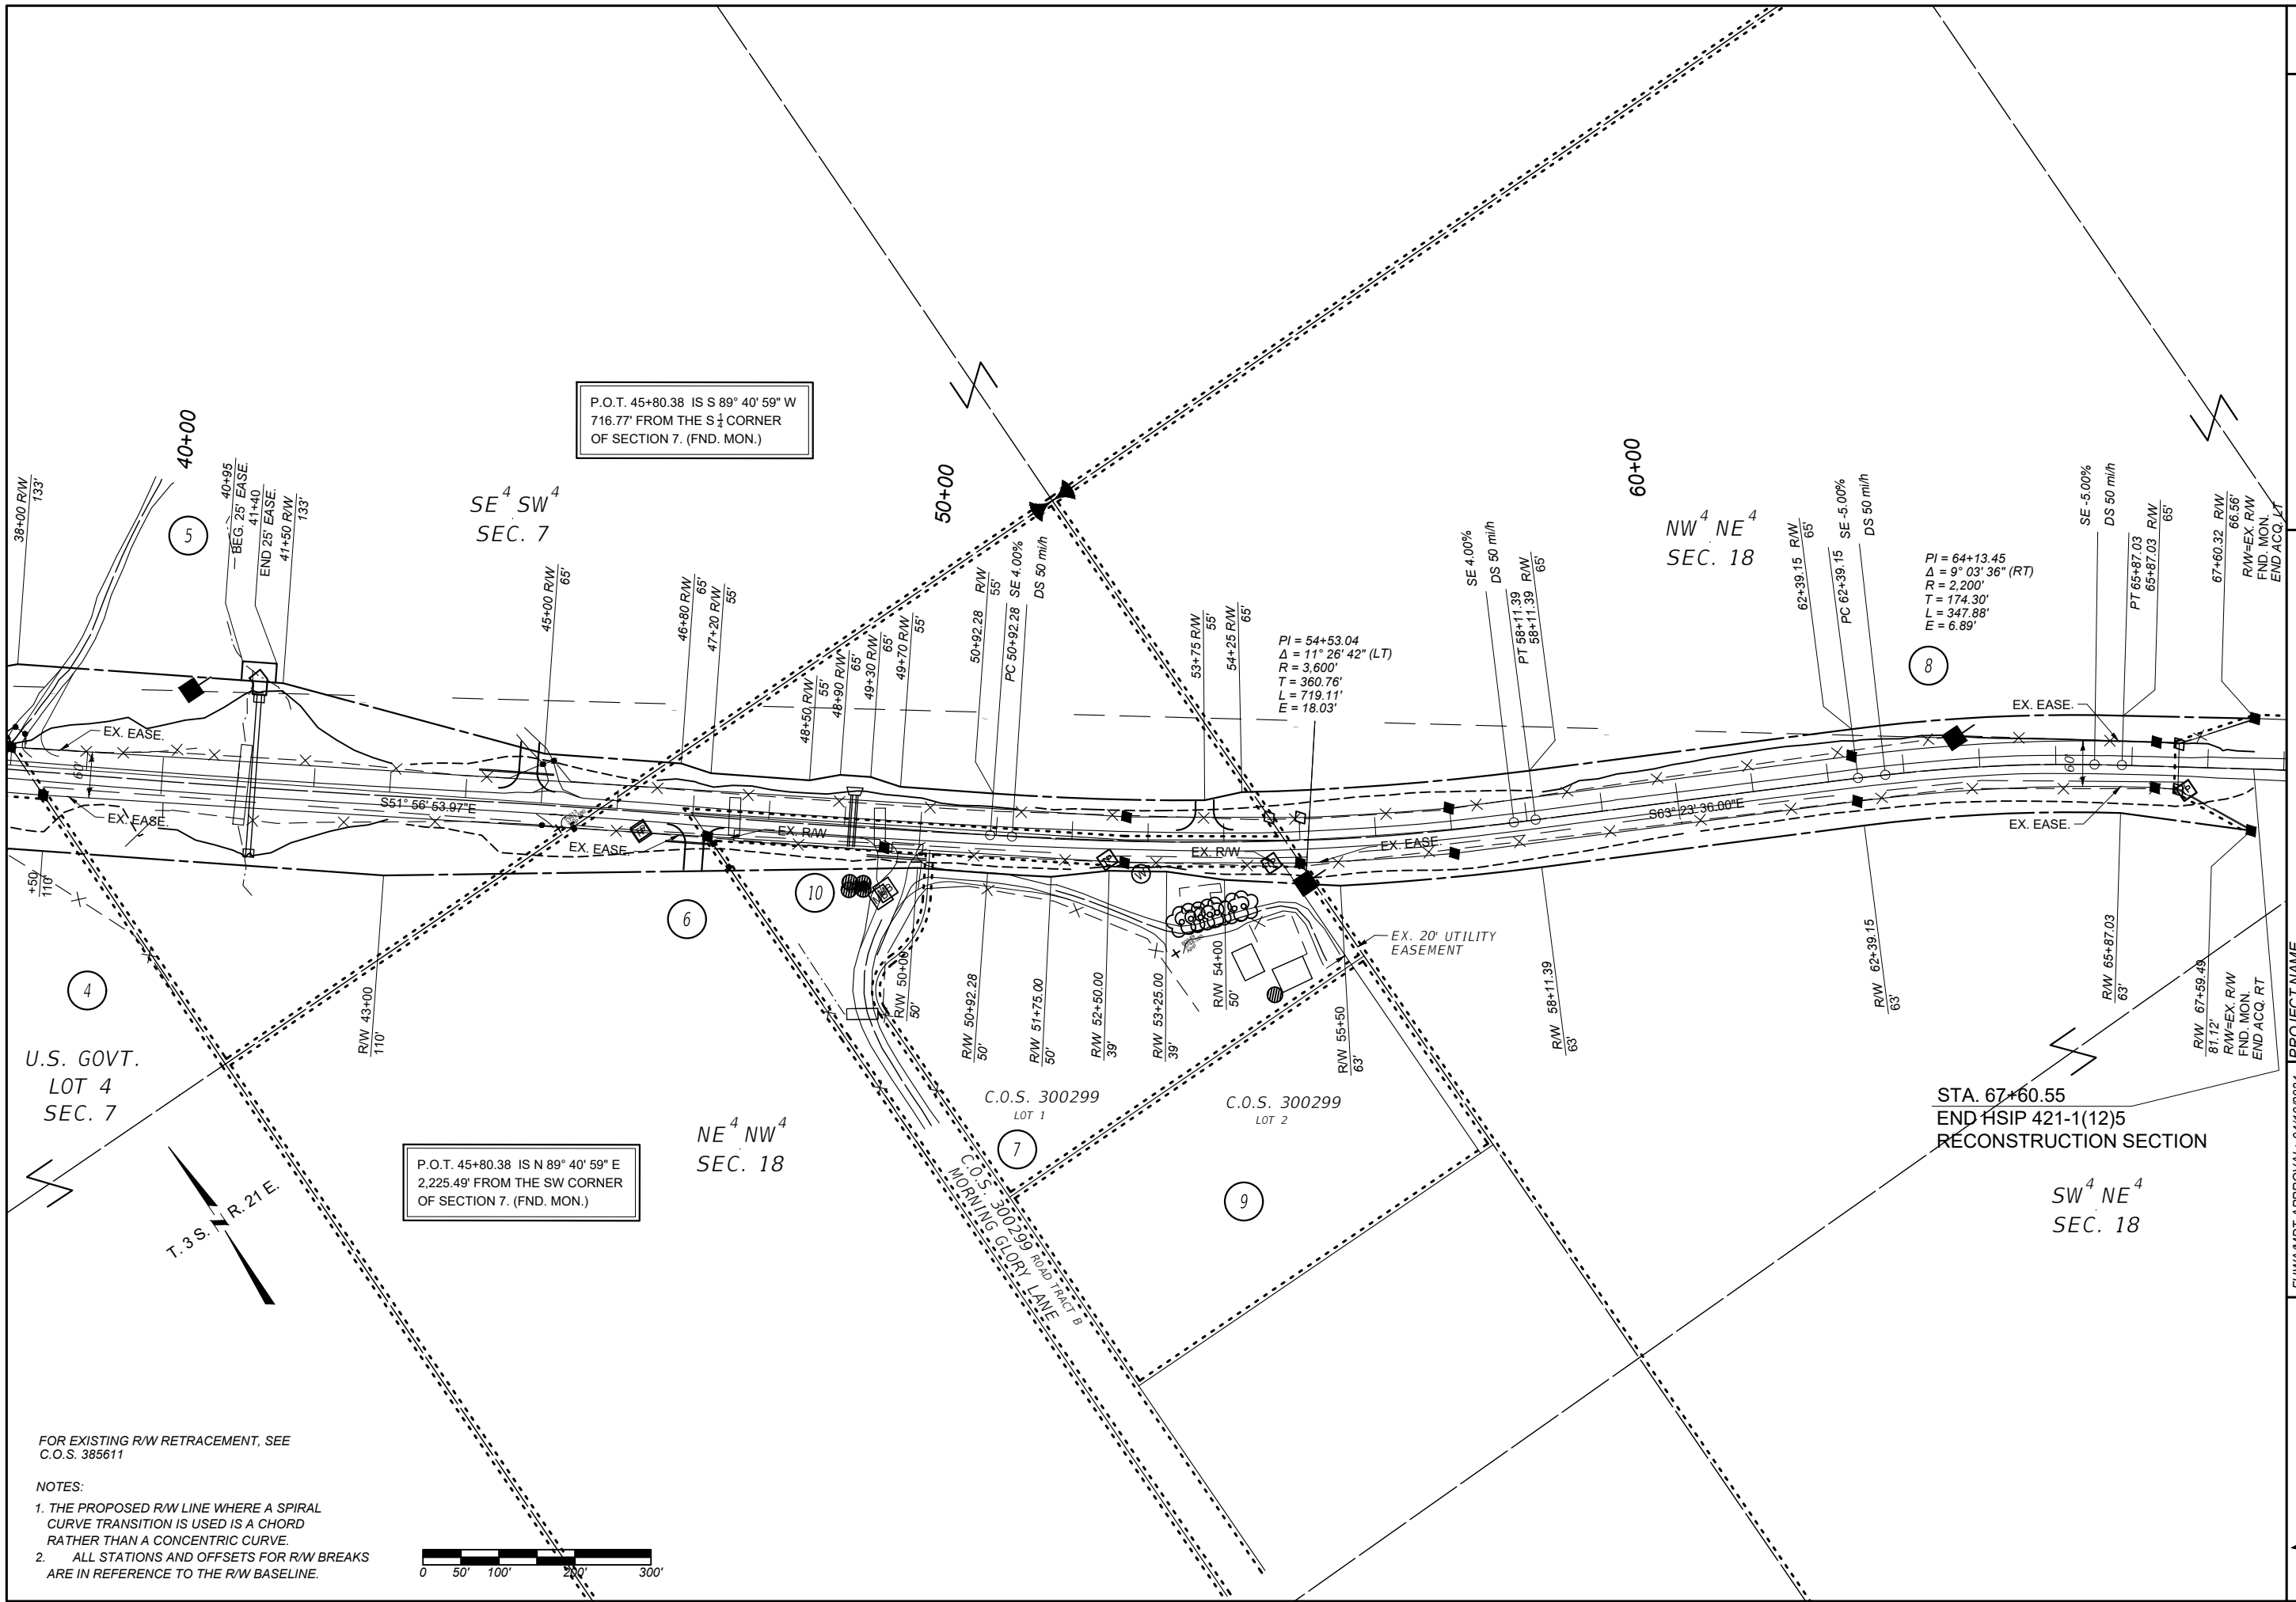 P.O.T. 45+80.38 IS S 89° 40' 59" W
716.77' FROM THE S 1/4 CORNER
OF SECTION 7. (FND. MON.)
40+00
50+00
60+00
38+00 R/W
133'
5
40+95
BEG. 25' EASE.
41+40
END 25' EASE.
41+50 R/W
133'
SE 4 SW 4
SEC. 7
45+00 R/W
65'
46+80 R/W
65'
47+20 R/W
55'
48+50 R/W
55'
48+90 R/W
65'
49+30 R/W
65'
49+70 R/W
55'
50+92.28 R/W
55'
PC 50+92.28
SE 4.00%
DS 50 mi/h
53+75 R/W
55'
54+25 R/W
65'
PI = 54+53.04
Δ = 11° 26' 42" (LT)
R = 3,600'
T = 360.76'
L = 719.11'
E = 18.03'
SE 4.00%
DS 50 mi/h
PT 58+11.39
58+11.39 R/W
65'
NW 4 NE 4
SEC. 18
62+39.15 R/W
65'
PC 62+39.15
SE -5.00%
DS 50 mi/h
PI = 64+13.45
Δ = 9° 03' 36" (RT)
R = 2,200'
T = 174.30'
L = 347.88'
E = 6.89'
8
SE -5.00%
DS 50 mi/h
PT 65+87.03
65+87.03 R/W
65'
67+60.32 R/W
66.56'
R/W=EX. R/W
FND. MON.
END ACQ. LT
EX. EASE.
60'
EX. EASE.
S51° 56' 53.97"E
EX. EASE.
EX. R/W
EX. R/W
EX. EASE.
S63° 23' 36.00"E
EX. EASE.
60'
EX. EASE.
+50
110'
4
U.S. GOVT.
LOT 4
SEC. 7
R/W 43+00
110'
6
10
MB
W
R/W 50+00
50'
R/W 50+92.28
50'
R/W 51+75.00
50'
R/W 52+50.00
39'
R/W 53+25.00
39'
R/W 54+00
50'
R/W 55+50
63'
EX. 20' UTILITY
EASEMENT
R/W 58+11.39
63'
R/W 62+39.15
63'
R/W 65+87.03
63'
R/W 67+59.49
81.12'
R/W=EX. R/W
FND. MON.
END ACQ. RT
C.O.S. 300299
LOT 1
7
C.O.S. 300299
LOT 2
9
NE 4 NW 4
SEC. 18
C.O.S. 300299 ROAD TRACT B
MORNING GLORY LANE
STA. 67+60.55
END HSIP 421-1(12)5
RECONSTRUCTION SECTION
SW 4 NE 4
SEC. 18
P.O.T. 45+80.38 IS N 89° 40' 59" E
2,225.49' FROM THE SW CORNER
OF SECTION 7. (FND. MON.)
T. 3 S. R. 21 E.
FOR EXISTING R/W RETRACEMENT, SEE
C.O.S. 385611
NOTES:
1. THE PROPOSED R/W LINE WHERE A SPIRAL
CURVE TRANSITION IS USED IS A CHORD
RATHER THAN A CONCENTRIC CURVE.
2. ALL STATIONS AND OFFSETS FOR R/W BREAKS
ARE IN REFERENCE TO THE R/W BASELINE.
0 50' 100' 200' 300'
PROJECT NAME